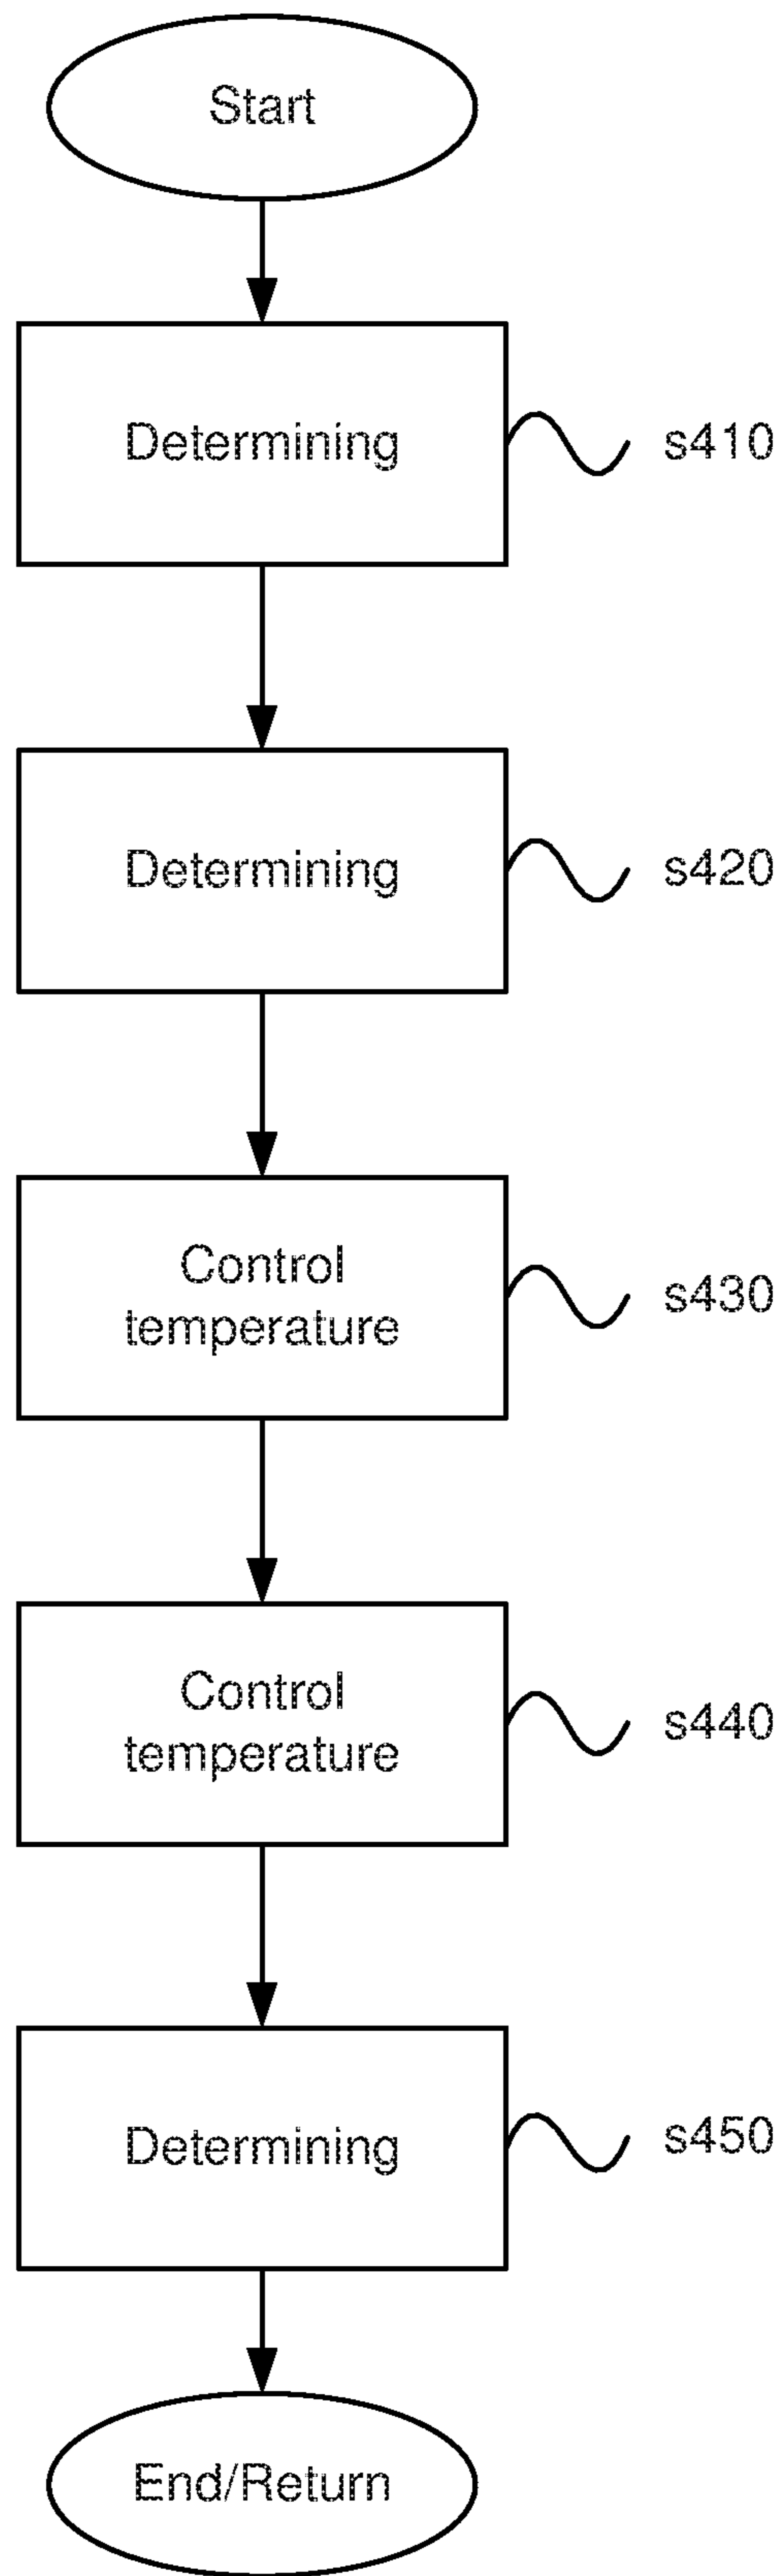 Start
Determining
s410
Determining
s420
Control
temperature
s430
Control
temperature
s440
Determining
s450
End/Return